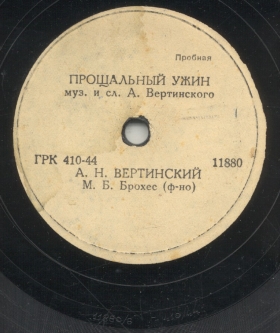 Пробная
ПРОЩАЛЬНЫЙ УЖИН
муз. и сл. А. Вертинского
ГРК 410-44 11880
А. Н. ВЕРТИНСКИЙ
М. Б. Брохес (ф-но)